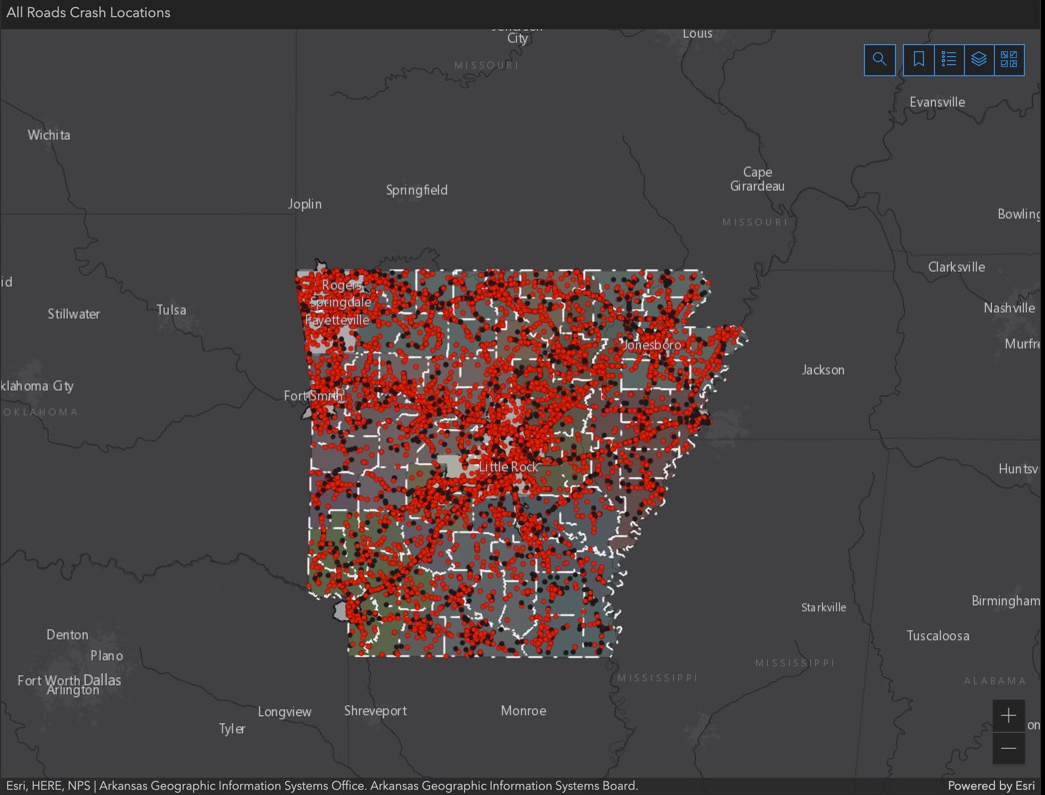 All Roads Crash Locations
City
Louis
MISSOURI
Evansville
Wichita
Cape
Girardeau
Springfield
Joplin
MISSOURI
Bowling
Clarksville
id
Rogers
Springdale
Fayetteville
Stillwater
Tulsa
Nashville
Jonesboro
Murfre
Jackson
klahoma City
Fort Smith
OKLAHOMA
Little Rock
Huntsv
Starkville
Birmingham
Denton
Tuscaloosa
Plano
MISSISSIPPI
MISSISSIPPI
ALABAMA
Fort Worth
Dallas
Arlington
Longview
Shreveport
Monroe
Tyler
on
Esri, HERE, NPS | Arkansas Geographic Information Systems Office. Arkansas Geographic Information Systems Board.
Powered by Esri